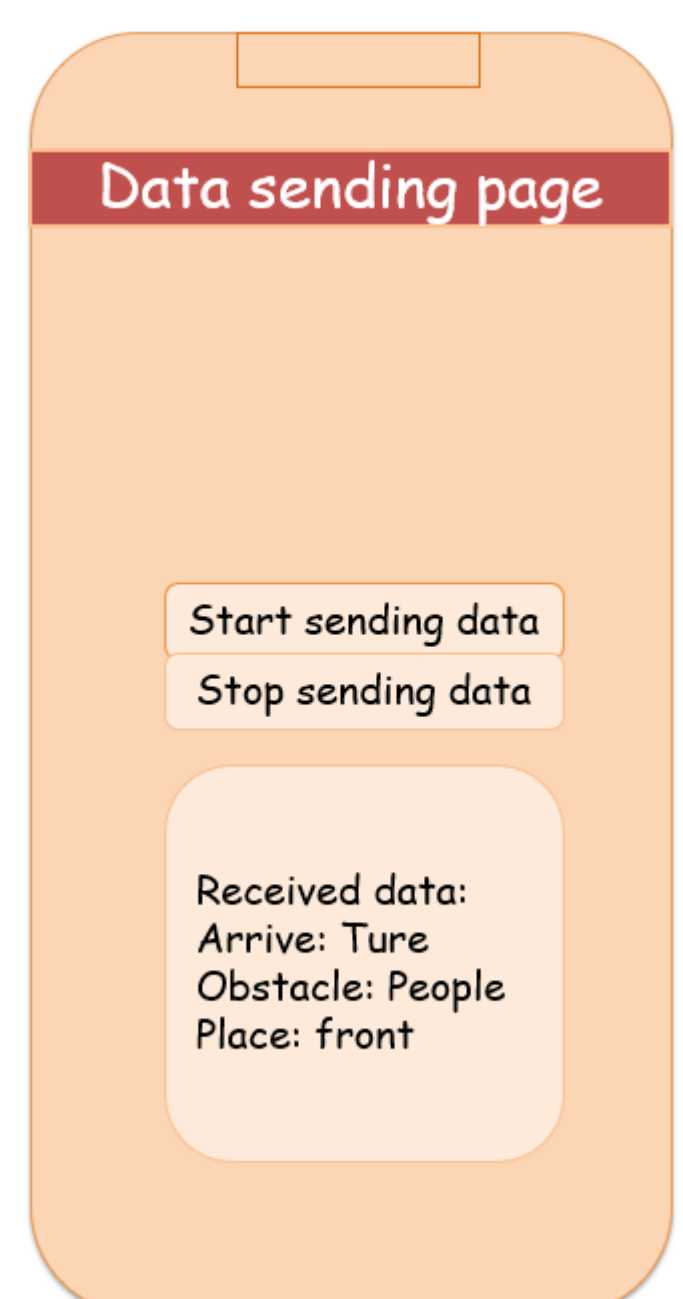 Data sending page
Start sending data
Stop sending data
Received data:
Arrive: Ture
Obstacle: People
Place: front